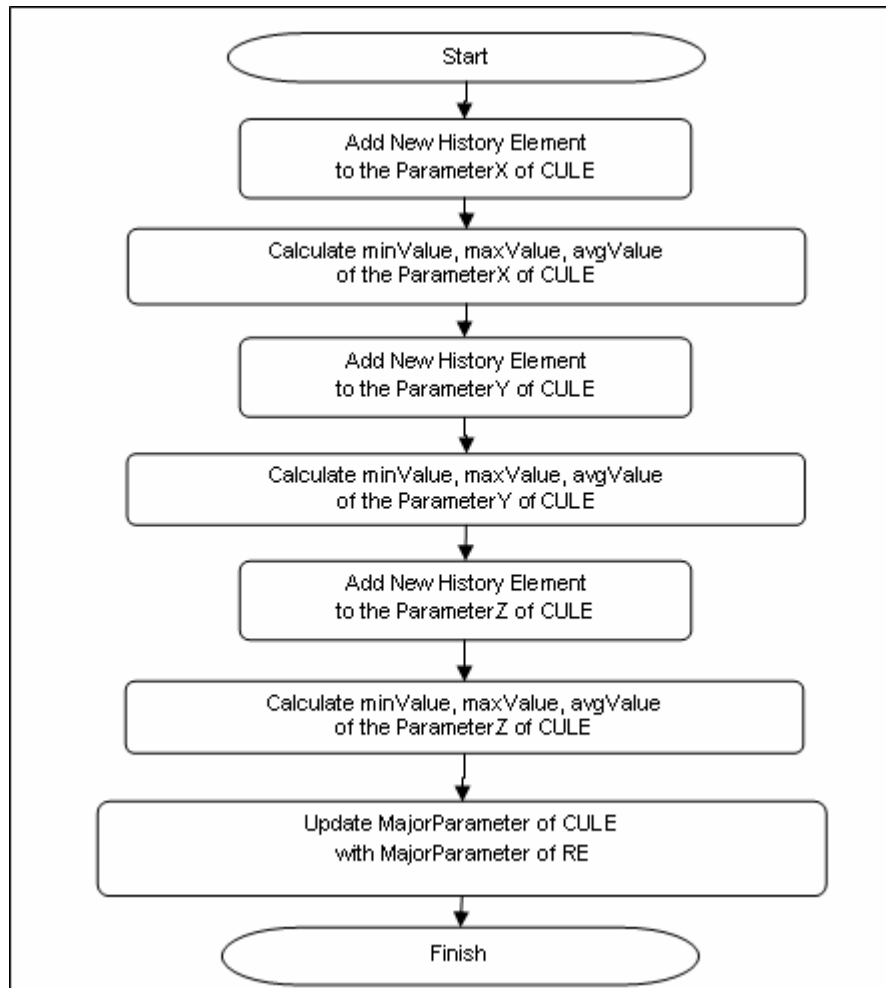 Start
Add New History Element
to the ParameterX of CULE
Calculate minValue, maxValue, avgValue
of the ParameterX of CULE
Add New History Element
to the ParameterY of CULE
Calculate minValue, maxValue, avgValue
of the ParameterY of CULE
Add New History Element
to the ParameterZ of CULE
Calculate minValue, maxValue, avgValue
of the ParameterZ of CULE
Update MajorParameter of CULE
with MajorParameter of RE
Finish